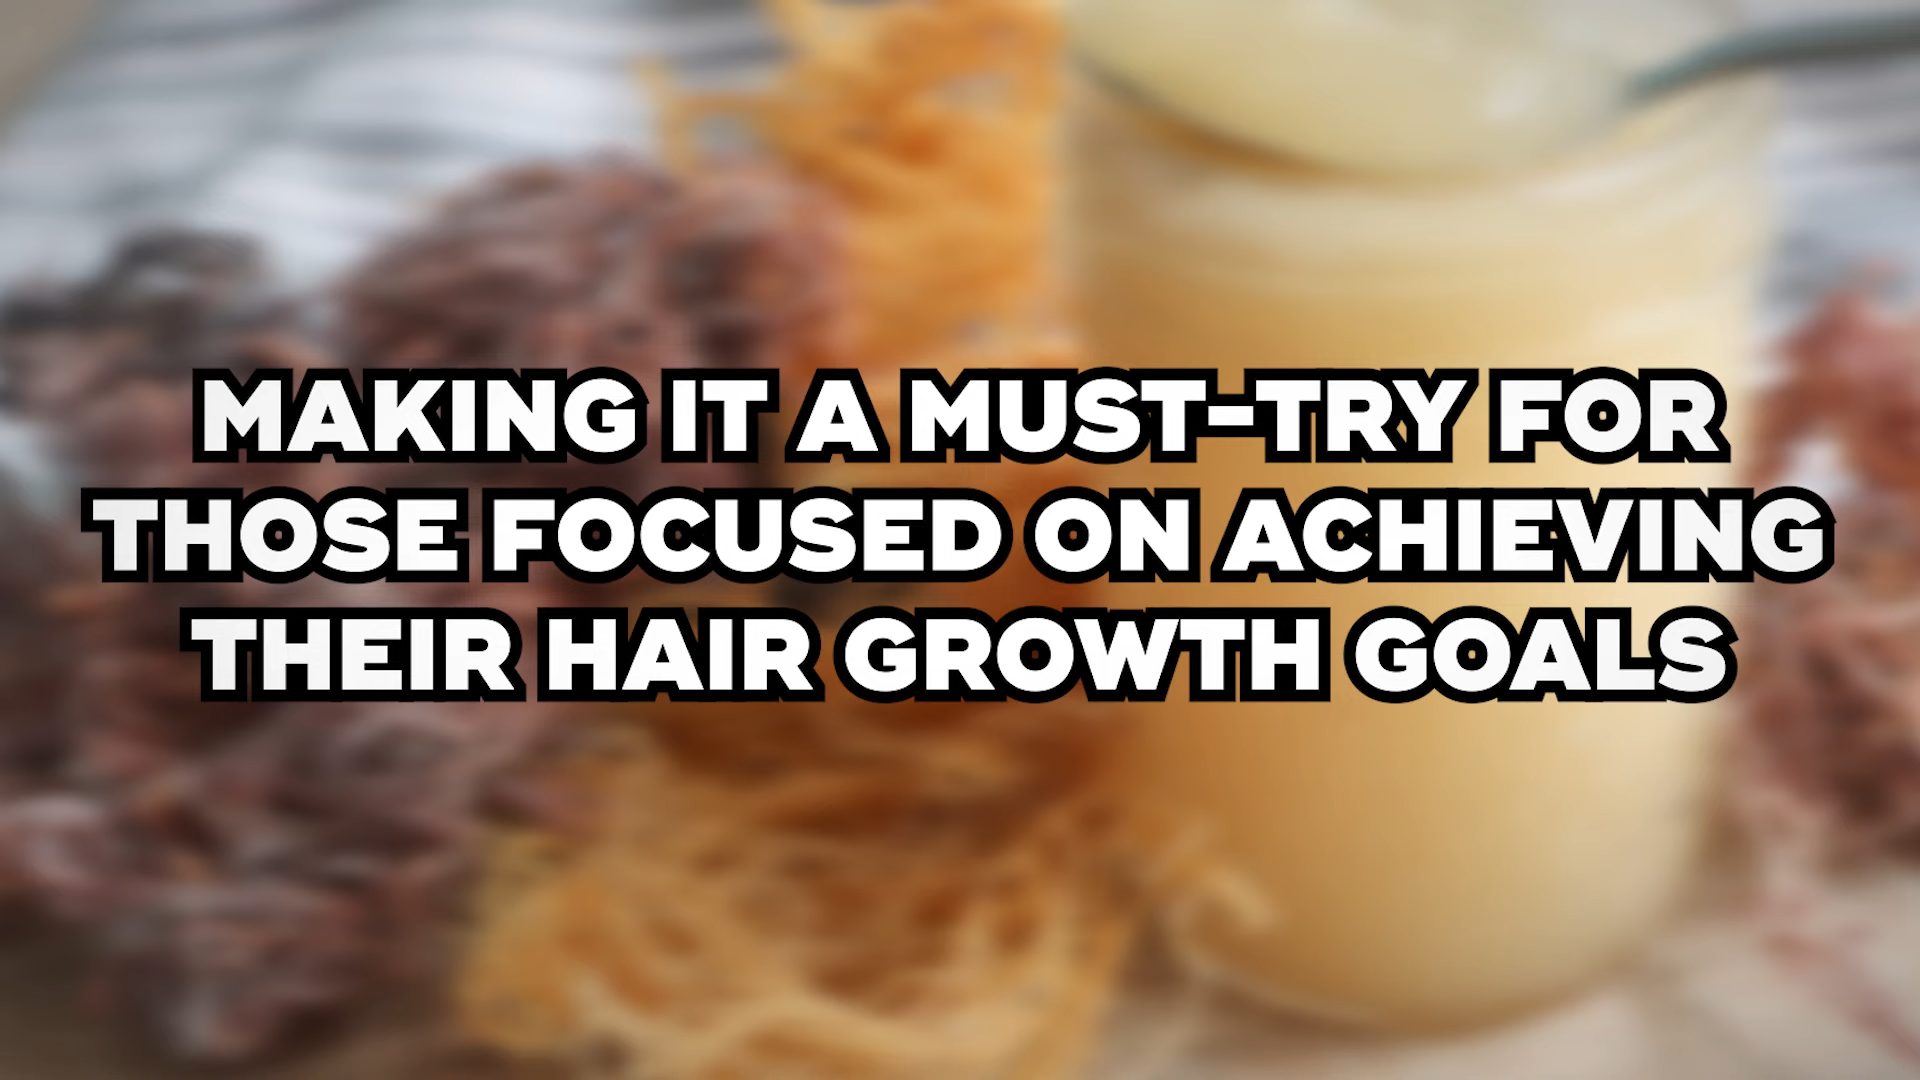 MAKING IT A MUST-TRY FOR
THOSE FOCUSED ON ACHIEVING
THEIR HAIR GROWTH GOALS